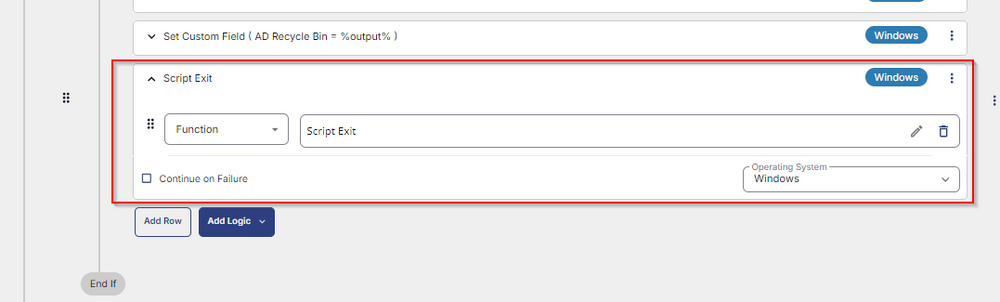 Windows
Set Custom Field ( AD Recycle Bin = %output% ) Windows
Script Exit Windows
Function Script Exit
Operating System
Continue on Failure Windows
Add Row Add Logic
End If